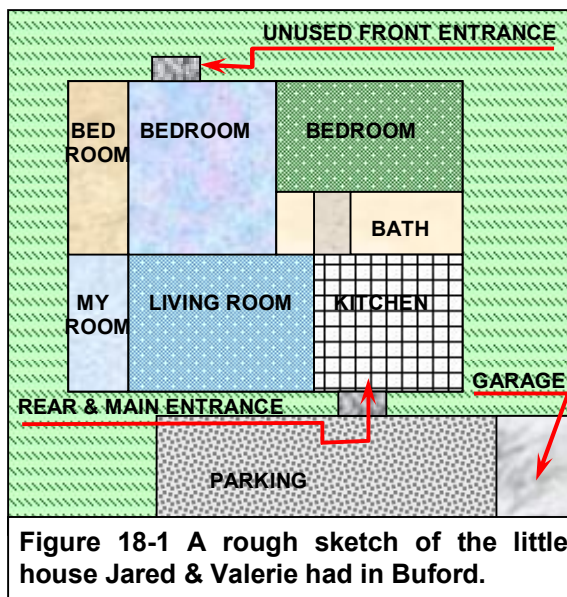 UNUSED FRONT ENTRANCE
BED
ROOM
BEDROOM
BEDROOM
BATH
MY
ROOM
LIVING ROOM
KITCHEN
GARAGE
REAR & MAIN ENTRANCE
PARKING
Figure 18-1 A rough sketch of the little
house Jared & Valerie had in Buford.